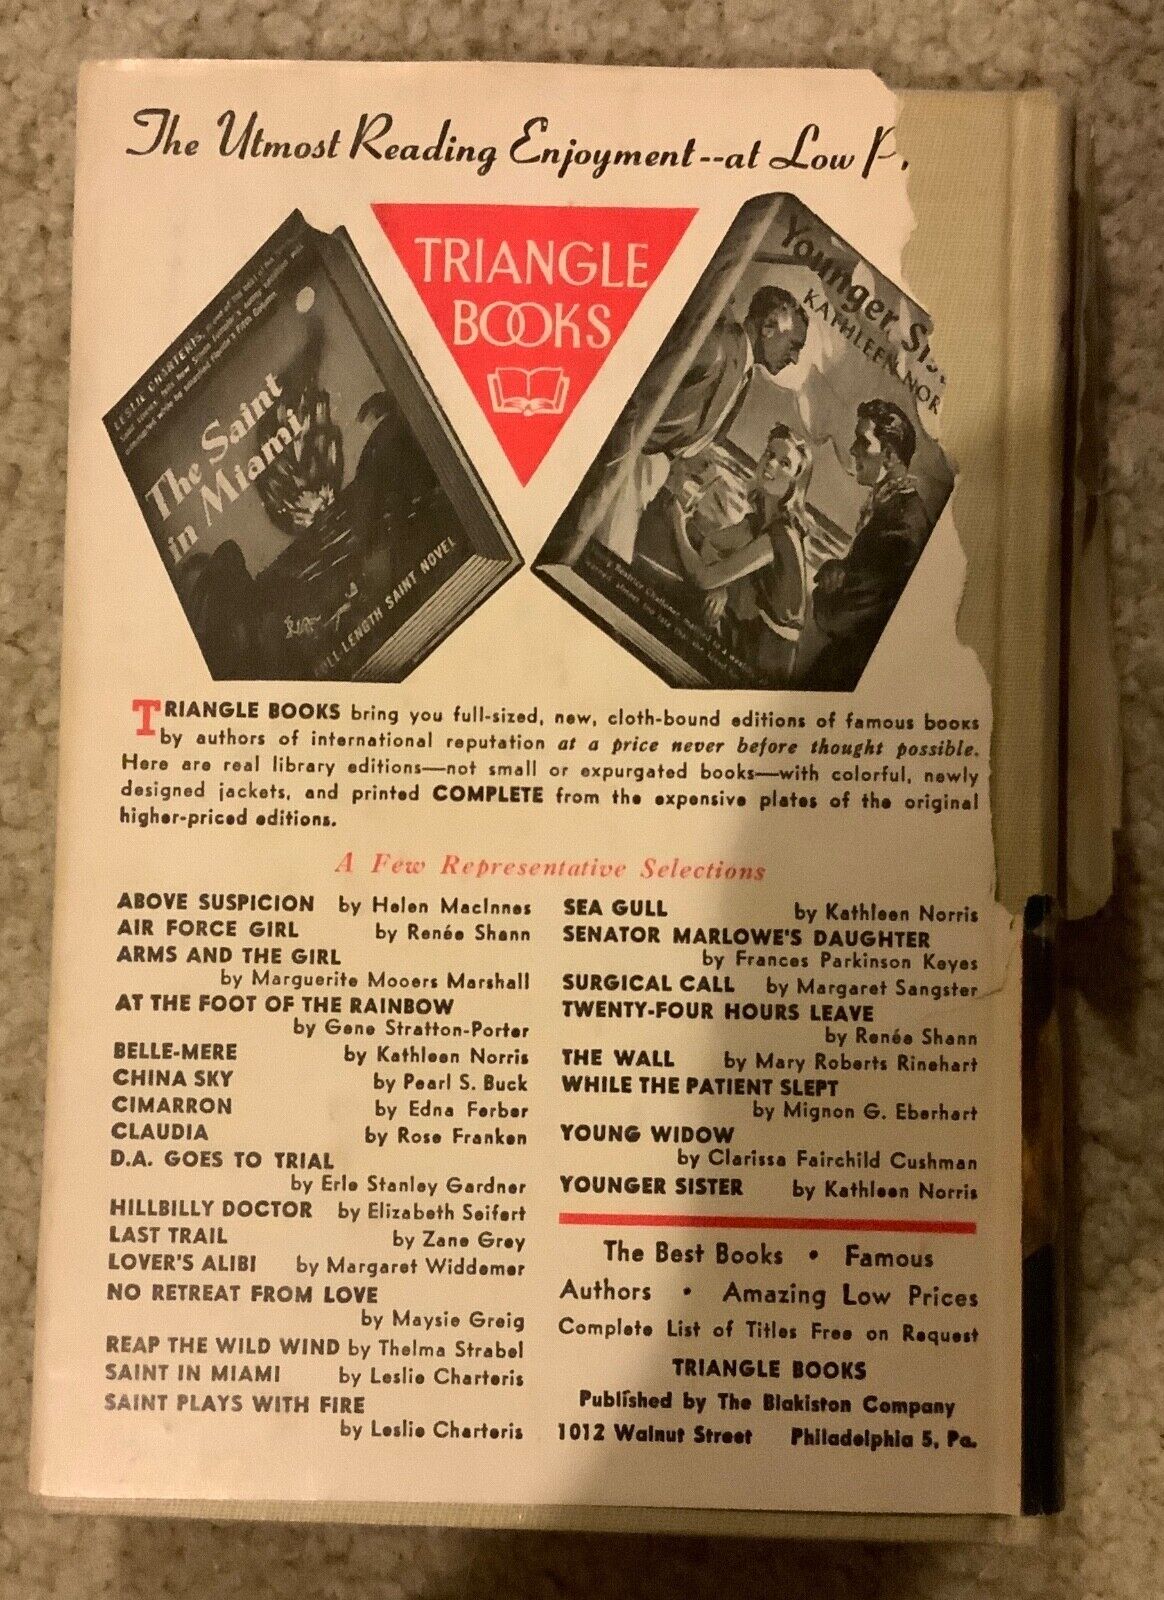 The Utmost Reading Enjoyment--at Low P
TRIANGLE
BOOKS
LESLIE CHARTERIS,
The Saint
in Miami
FULL-LENGTH SAINT NOVEL
Younger Sis
KATHLEEN NOR
TRIANGLE BOOKS bring you full-sized, new, cloth-bound editions of famous books
by authors of international reputation at a price never before thought possible.
Here are real library editions—not small or expurgated books—with colorful, newly
designed jackets, and printed COMPLETE from the expensive plates of the original
higher-priced editions.
A Few Representative Selections
ABOVE SUSPICION by Helen MacInnes
AIR FORCE GIRL by Renée Shann
ARMS AND THE GIRL
by Marguerite Mooers Marshall
AT THE FOOT OF THE RAINBOW
by Gene Stratton-Porter
BELLE-MERE by Kathleen Norris
CHINA SKY by Pearl S. Buck
CIMARRON by Edna Ferber
CLAUDIA by Rose Franken
D.A. GOES TO TRIAL
by Erle Stanley Gardner
HILLBILLY DOCTOR by Elizabeth Seifert
LAST TRAIL by Zane Grey
LOVER'S ALIBI by Margaret Widdemer
NO RETREAT FROM LOVE
by Maysie Greig
REAP THE WILD WIND by Thelma Strabel
SAINT IN MIAMI by Leslie Charteris
SAINT PLAYS WITH FIRE
by Leslie Charteris
SEA GULL by Kathleen Norris
SENATOR MARLOWE'S DAUGHTER
by Frances Parkinson Keyes
SURGICAL CALL by Margaret Sangster
TWENTY-FOUR HOURS LEAVE
by Renée Shann
THE WALL by Mary Roberts Rinehart
WHILE THE PATIENT SLEPT
by Mignon G. Eberhart
YOUNG WIDOW
by Clarissa Fairchild Cushman
YOUNGER SISTER by Kathleen Norris
The Best Books • Famous
Authors • Amazing Low Prices
Complete List of Titles Free on Request
TRIANGLE BOOKS
Published by The Blakiston Company
1012 Walnut Street Philadelphia 5, Pa.